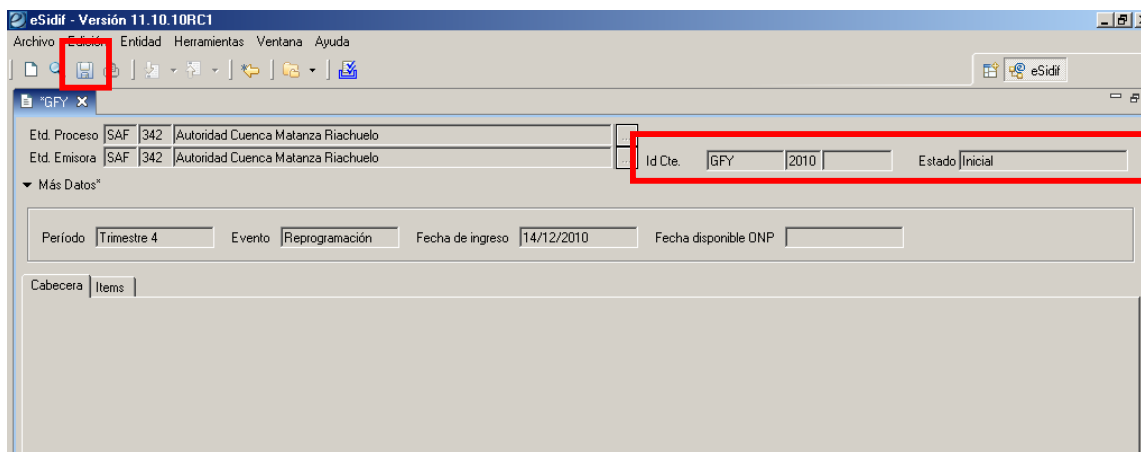 eSidif - Versión 11.10.10RC1
Archivo Edición Entidad Herramientas Ventana Ayuda
eSidif
*GFY
Etd. Proceso SAF 342 Autoridad Cuenca Matanza Riachuelo ...
Etd. Emisora SAF 342 Autoridad Cuenca Matanza Riachuelo ... Id Cte. GFY 2010 Estado Inicial
Más Datos*
Período Trimestre 4 Evento Reprogramación Fecha de ingreso 14/12/2010 Fecha disponible ONP
Cabecera Items